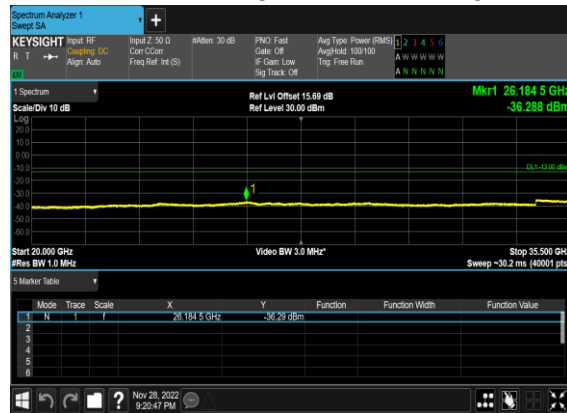 Spectrum Analyzer 1
Swept SA
+
KEYSIGHT Input: RF Input Z: 50 Ω #Atten: 30 dB PNO: Fast Avg Type: Power (RMS) 1 2 3 4 5 6
R T Coupling: DC Corr CCorr Gate: Off Avg|Hold: 100/100 A W W W W W
Align: Auto Freq Ref: Int (S) IF Gain: Low Trig: Free Run
Sig Track: Off A N N N N N
1 Spectrum Ref Lvl Offset 15.69 dB Mkr1 26.184 5 GHz
Scale/Div 10 dB Ref Level 30.00 dBm -36.288 dBm
Log
20.0
10.0
0.00
-10.0
DL1 -13.00 dBm
-20.0
1
-30.0
-40.0
-50.0
-60.0
Start 20.000 GHz Video BW 3.0 MHz* Stop 35.500 GHz
#Res BW 1.0 MHz Sweep ~30.2 ms (40001 pts)
5 Marker Table
Mode Trace Scale X Y Function Function Width Function Value
1 N 1 f 26.184 5 GHz -36.29 dBm
2
3
4
5
6
? Nov 28, 2022
9:20:47 PM